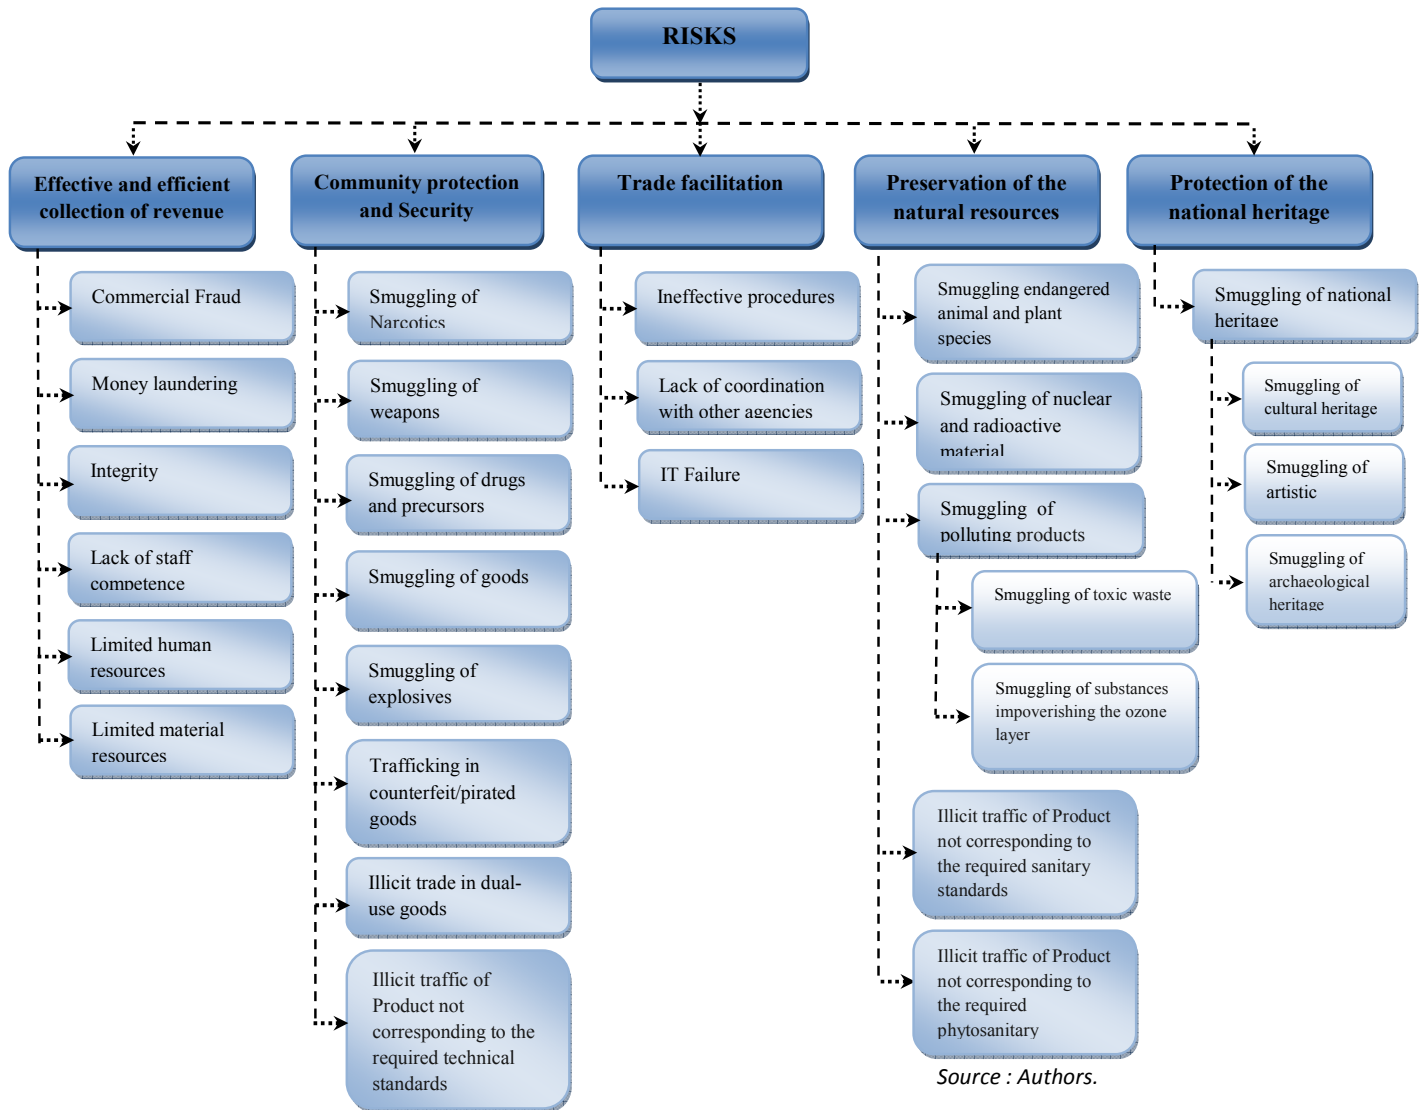 RISKS
Effective and efficient
collection of revenue
Commercial Fraud
Money laundering
Integrity
Lack of staff
competence
Limited human
resources
Limited material
resources
Community protection
and Security
Smuggling of
Narcotics
Smuggling of
weapons
Smuggling of drugs
and precursors
Smuggling of goods
Smuggling of
explosives
Trafficking in
counterfeit/pirated
goods
Illicit trade in dual-
use goods
Illicit traffic of
Product not
corresponding to the
required technical
standards
Trade facilitation
Ineffective procedures
Lack of coordination
with other agencies
IT Failure
Preservation of the
natural resources
Smuggling endangered
animal and plant
species
Smuggling of nuclear
and radioactive
material
Smuggling of
polluting products
Smuggling of toxic waste
Smuggling of substances
impoverishing the ozone
layer
Illicit traffic of Product
not corresponding to
the required sanitary
standards
Illicit traffic of Product
not corresponding to
the required
phytosanitary
Protection of the
national heritage
Smuggling of national
heritage
Smuggling of
cultural heritage
Smuggling of
artistic
Smuggling of
archaeological
heritage
Source : Authors.